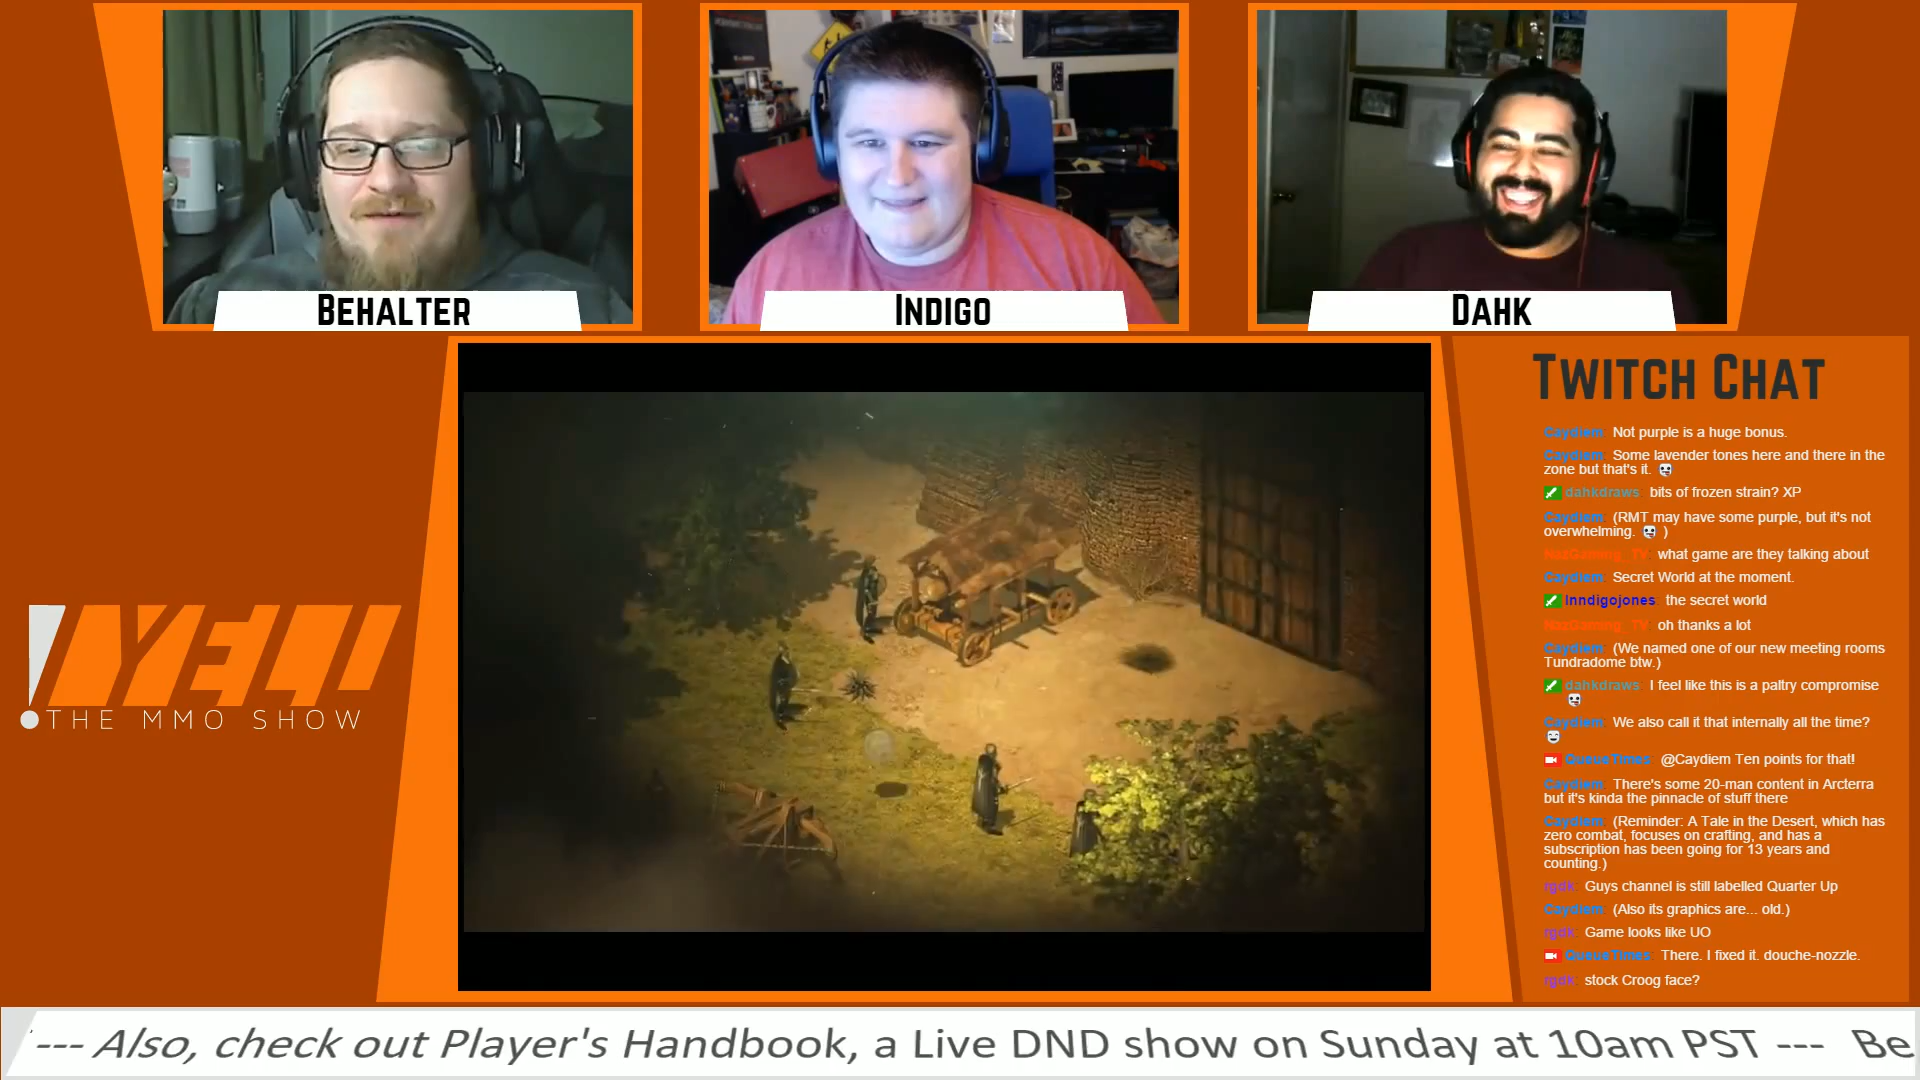 BEHALTER
INDIGO
DAHK
TWITCH CHAT
Caydiem: Not purple is a huge bonus.
Caydiem: Some lavender tones here and there in the
zone but that's it.
dahkdraws: bits of frozen strain? XP
Caydiem: (RMT may have some purple, but it's not
overwhelming. )
NazGaming_TV: what game are they talking about
Caydiem: Secret World at the moment.
Inndigojones: the secret world
NazGaming_TV: oh thanks a lot
Caydiem: (We named one of our new meeting rooms
Tundradome btw.)
dahkdraws: I feel like this is a paltry compromise
Caydiem: We also call it that internally all the time?
QueueTimes: @Caydiem Ten points for that!
Caydiem: There's some 20-man content in Arcterra
but it's kinda the pinnacle of stuff there
Caydiem: (Reminder: A Tale in the Desert, which has
zero combat, focuses on crafting, and has a
subscription has been going for 13 years and
counting.)
rgdk: Guys channel is still labelled Quarter Up
Caydiem: (Also its graphics are... old.)
rgdk: Game looks like UO
QueueTimes: There. I fixed it. douche-nozzle.
rgdk: stock Croog face?
!YELL
THE MMO SHOW
--- Also, check out Player's Handbook, a Live DND show on Sunday at 10am PST --- Be